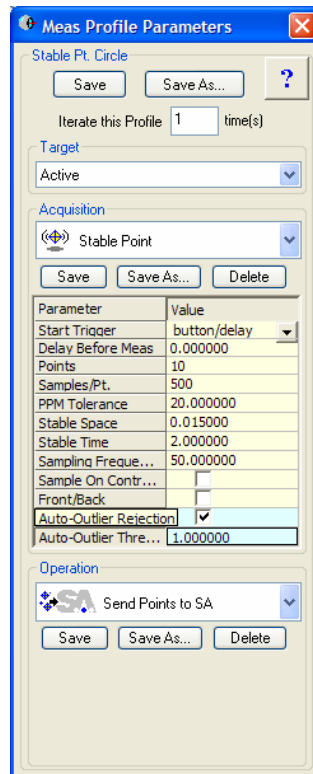 Meas Profile Parameters
Stable Pt. Circle
Save Save As... ?
Iterate this Profile 1 time(s)
Target
Active
Acquisition
Stable Point
Save Save As... Delete
Parameter Value
Start Trigger button/delay
Delay Before Meas 0.000000
Points 10
Samples/Pt. 500
PPM Tolerance 20.000000
Stable Space 0.015000
Stable Time 2.000000
Sampling Freque... 50.000000
Sample On Contr...
Front/Back
Auto-Outlier Rejection
Auto-Outlier Thre... 1.000000
Operation
SA Send Points to SA
Save Save As... Delete